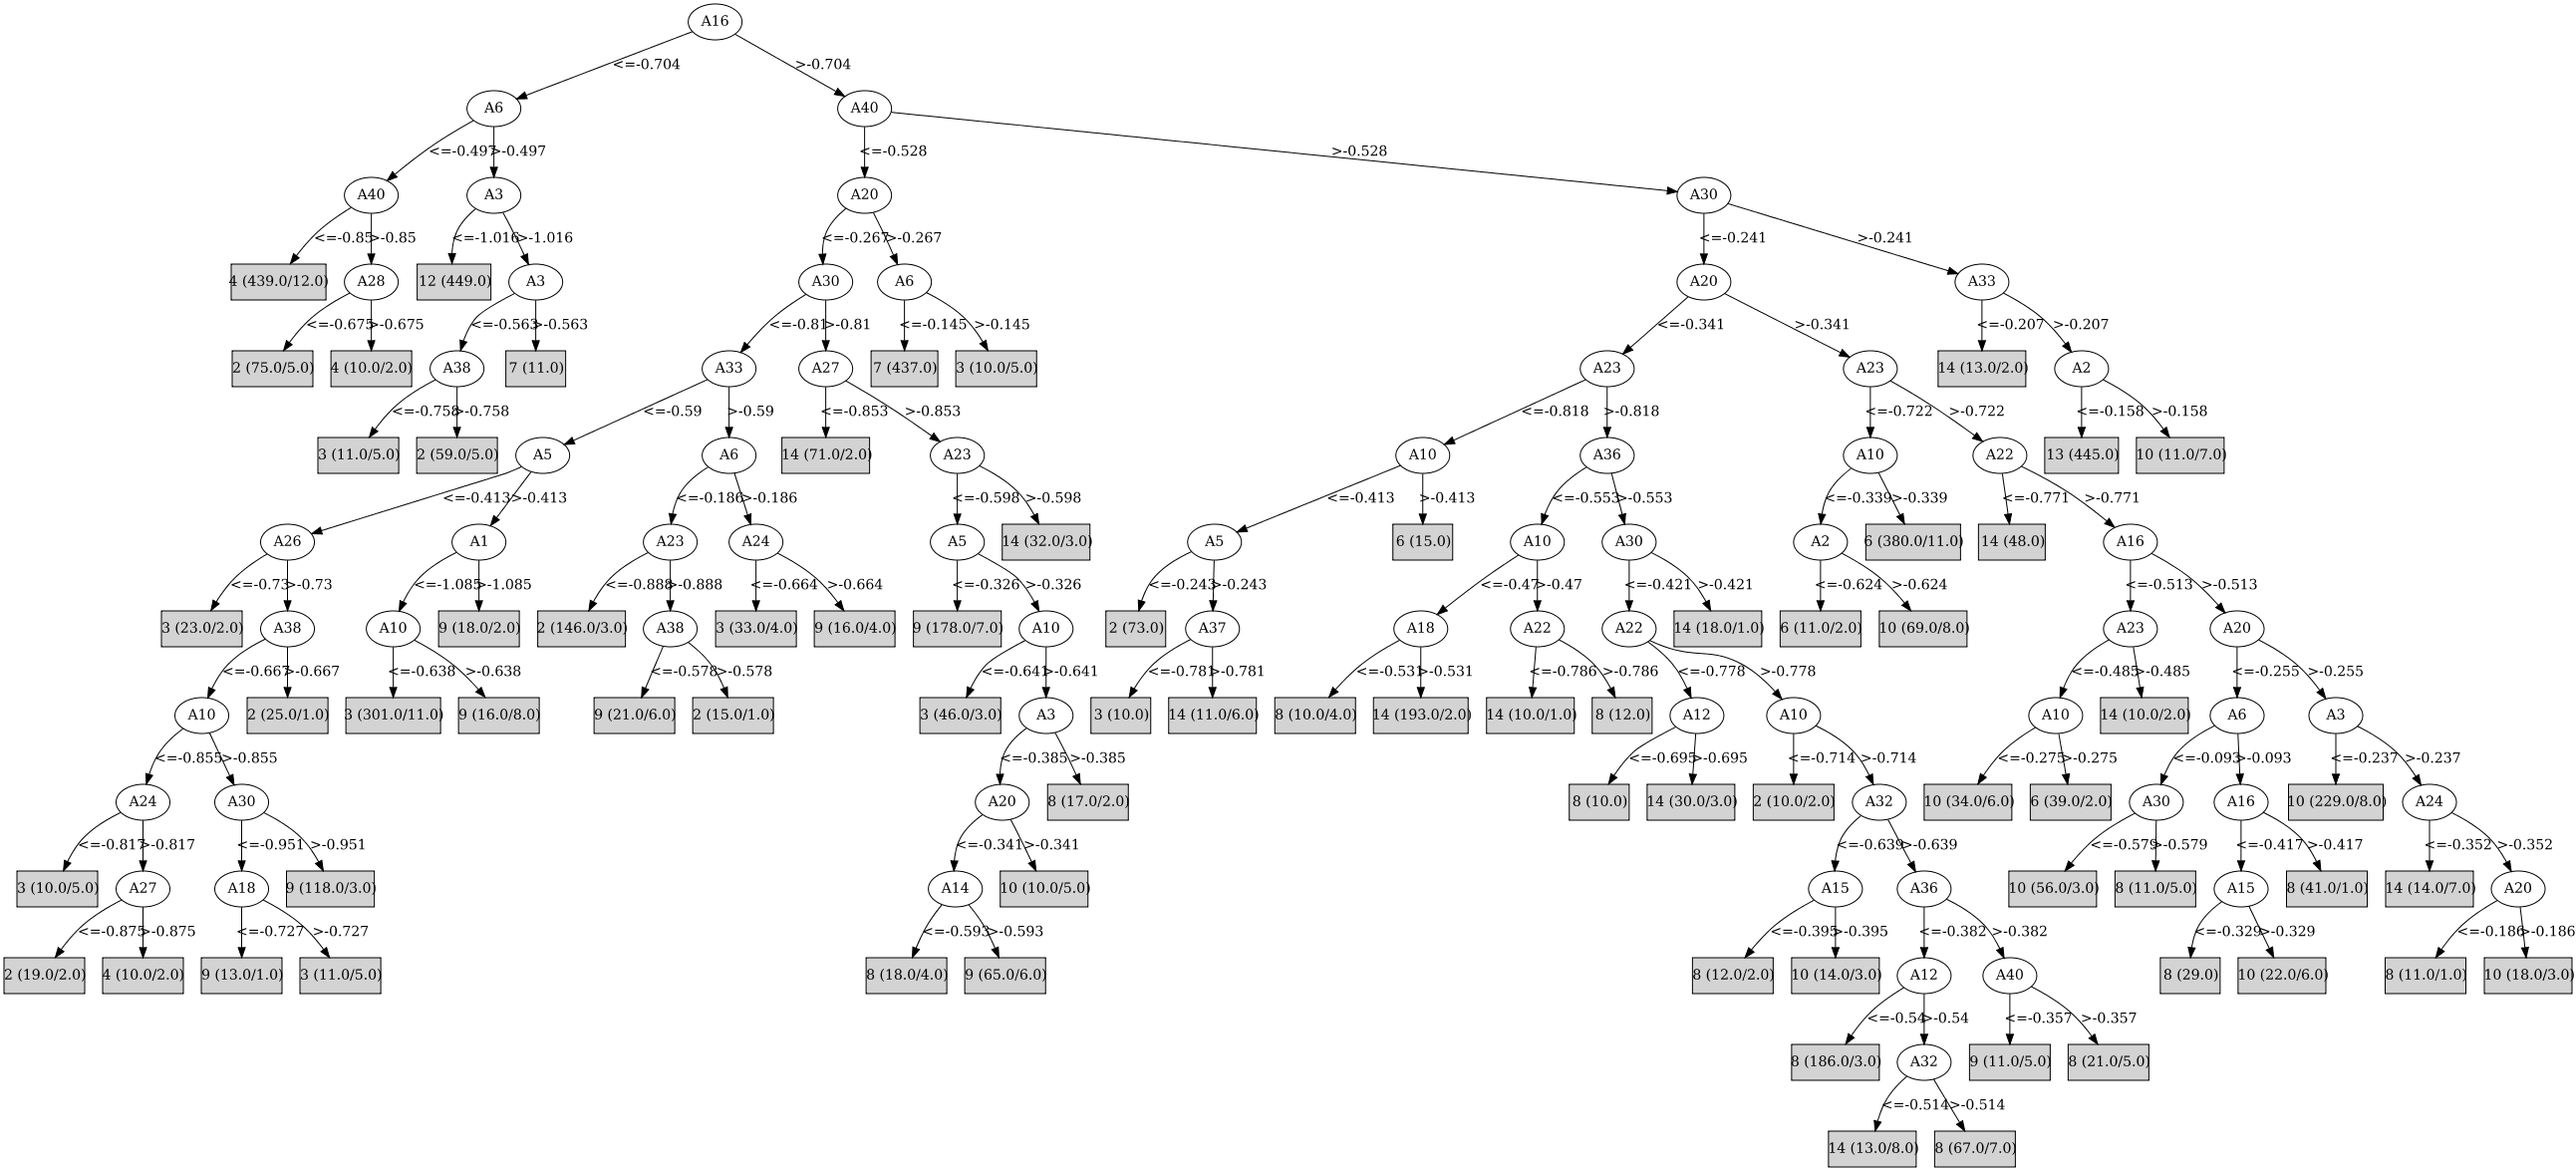 A16
<=-0.704 >-0.704
A6 A40
<=-0.497 >-0.497 <=-0.528 >-0.528
A40 A3 A20 A30
<=-0.85 >-0.85 <=-1.016 >-1.016 <=-0.267 >-0.267 <=-0.241 >-0.241
4 (439.0/12.0) A28 12 (449.0) A3 A30 A6 A20 A33
<=-0.675 >-0.675 <=-0.563 >-0.563 <=-0.81 >-0.81 <=-0.145 >-0.145 <=-0.341 >-0.341 <=-0.207 >-0.207
2 (75.0/5.0) 4 (10.0/2.0) A38 7 (11.0) A33 A27 7 (437.0) 3 (10.0/5.0) A23 A23 14 (13.0/2.0) A2
<=-0.758 >-0.758 <=-0.59 >-0.59 <=-0.853 >-0.853 <=-0.818 >-0.818 <=-0.722 >-0.722 <=-0.158 >-0.158
3 (11.0/5.0) 2 (59.0/5.0) A5 A6 14 (71.0/2.0) A23 A10 A36 A10 A22 13 (445.0) 10 (11.0/7.0)
<=-0.413 >-0.413 <=-0.186 >-0.186 <=-0.598 >-0.598 <=-0.413 >-0.413 <=-0.553 >-0.553 <=-0.339 >-0.339 <=-0.771 >-0.771
A26 A1 A23 A24 A5 14 (32.0/3.0) A5 6 (15.0) A10 A30 A2 6 (380.0/11.0) 14 (48.0) A16
<=-0.73 >-0.73 <=-1.085 >-1.085 <=-0.888 >-0.888 <=-0.664 >-0.664 <=-0.326 >-0.326 <=-0.243 >-0.243 <=-0.47 >-0.47 <=-0.421 >-0.421 <=-0.624 >-0.624 <=-0.513 >-0.513
3 (23.0/2.0) A38 A10 9 (18.0/2.0) 2 (146.0/3.0) A38 3 (33.0/4.0) 9 (16.0/4.0) 9 (178.0/7.0) A10 2 (73.0) A37 A18 A22 A22 14 (18.0/1.0) 6 (11.0/2.0) 10 (69.0/8.0) A23 A20
<=-0.667 >-0.667 <=-0.638 >-0.638 <=-0.578 >-0.578 <=-0.641 >-0.641 <=-0.781 >-0.781 <=-0.531 >-0.531 <=-0.786 >-0.786 <=-0.778 >-0.778 <=-0.485 >-0.485 <=-0.255 >-0.255
A10 2 (25.0/1.0) 3 (301.0/11.0) 9 (16.0/8.0) 9 (21.0/6.0) 2 (15.0/1.0) 3 (46.0/3.0) A3 3 (10.0) 14 (11.0/6.0) 8 (10.0/4.0) 14 (193.0/2.0) 14 (10.0/1.0) 8 (12.0) A12 A10 A10 14 (10.0/2.0) A6 A3
<=-0.855 >-0.855 <=-0.385 >-0.385 <=-0.695 >-0.695 <=-0.714 >-0.714 <=-0.275 >-0.275 <=-0.093 >-0.093 <=-0.237 >-0.237
A24 A30 A20 8 (17.0/2.0) 8 (10.0) 14 (30.0/3.0) 2 (10.0/2.0) A32 10 (34.0/6.0) 6 (39.0/2.0) A30 A16 10 (229.0/8.0) A24
<=-0.817 >-0.817 <=-0.951 >-0.951 <=-0.341 >-0.341 <=-0.639 >-0.639 <=-0.579 >-0.579 <=-0.417 >-0.417 <=-0.352 >-0.352
3 (10.0/5.0) A27 A18 9 (118.0/3.0) A14 10 (10.0/5.0) A15 A36 10 (56.0/3.0) 8 (11.0/5.0) A15 8 (41.0/1.0) 14 (14.0/7.0) A20
<=-0.875 >-0.875 <=-0.727 >-0.727 <=-0.593 >-0.593 <=-0.395 >-0.395 <=-0.382 >-0.382 <=-0.329 >-0.329 <=-0.186 >-0.186
2 (19.0/2.0) 4 (10.0/2.0) 9 (13.0/1.0) 3 (11.0/5.0) 8 (18.0/4.0) 9 (65.0/6.0) 8 (12.0/2.0) 10 (14.0/3.0) A12 A40 8 (29.0) 10 (22.0/6.0) 8 (11.0/1.0) 10 (18.0/3.0)
<=-0.54 >-0.54 <=-0.357 >-0.357
8 (186.0/3.0) A32 9 (11.0/5.0) 8 (21.0/5.0)
<=-0.514 >-0.514
14 (13.0/8.0) 8 (67.0/7.0)